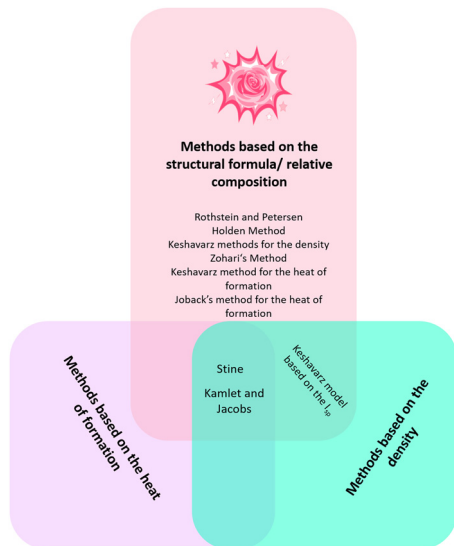 Methods based on the
structural formula/ relative
composition
Rothstein and Petersen
Holden Method
Keshavarz methods for the density
Zohari's Method
Keshavarz method for the heat of
formation
Joback's method for the heat of
formation
Methods based on the heat
of formation
Stine
Kamlet and
Jacobs
Keshavarz model
based on the I_sp
Methods based on the
density